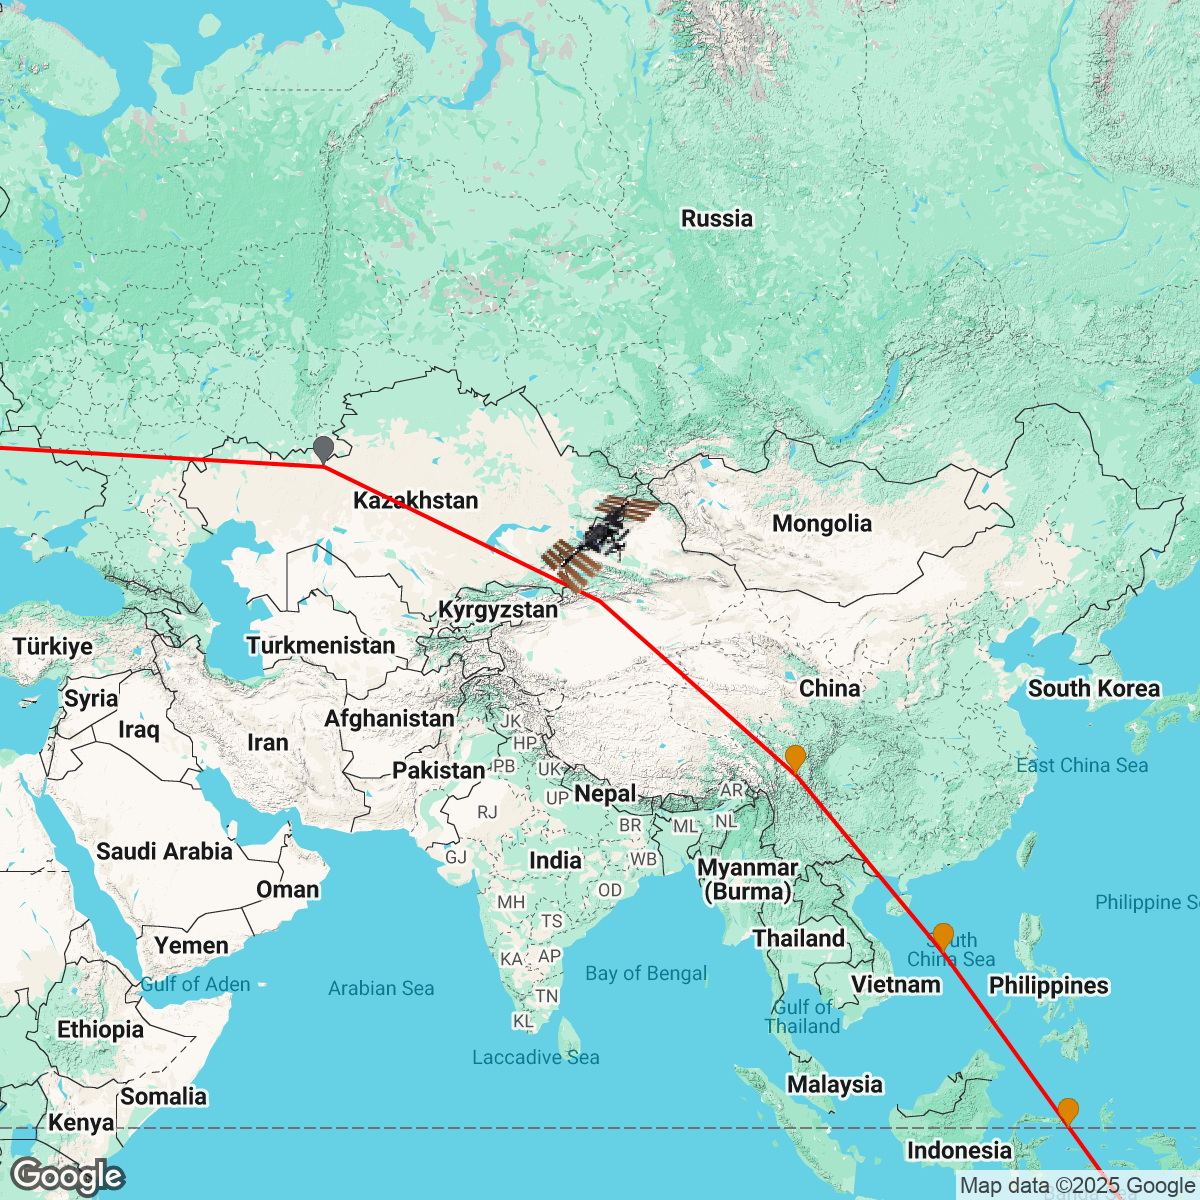 Russia
Kazakhstan
Mongolia
Kyrgyzstan
Türkiye
Turkmenistan
Syria
China
South Korea
Iraq
Afghanistan
Iran
JK
HP
East China Sea
Pakistan
PB
UK
Nepal
AR
UP
RJ
BR
ML
NL
Saudi Arabia
GJ
India
WB
Myanmar
(Burma)
Oman
OD
MH
Philippine S
TS
Yemen
Thailand
South
China Sea
KA
AP
Bay of Bengal
Gulf of Aden
Arabian Sea
Vietnam
Philippines
TN
Gulf of
Thailand
KL
Ethiopia
Laccadive Sea
Malaysia
Somalia
Kenya
Indonesia
Google
Map data ©2025 Google